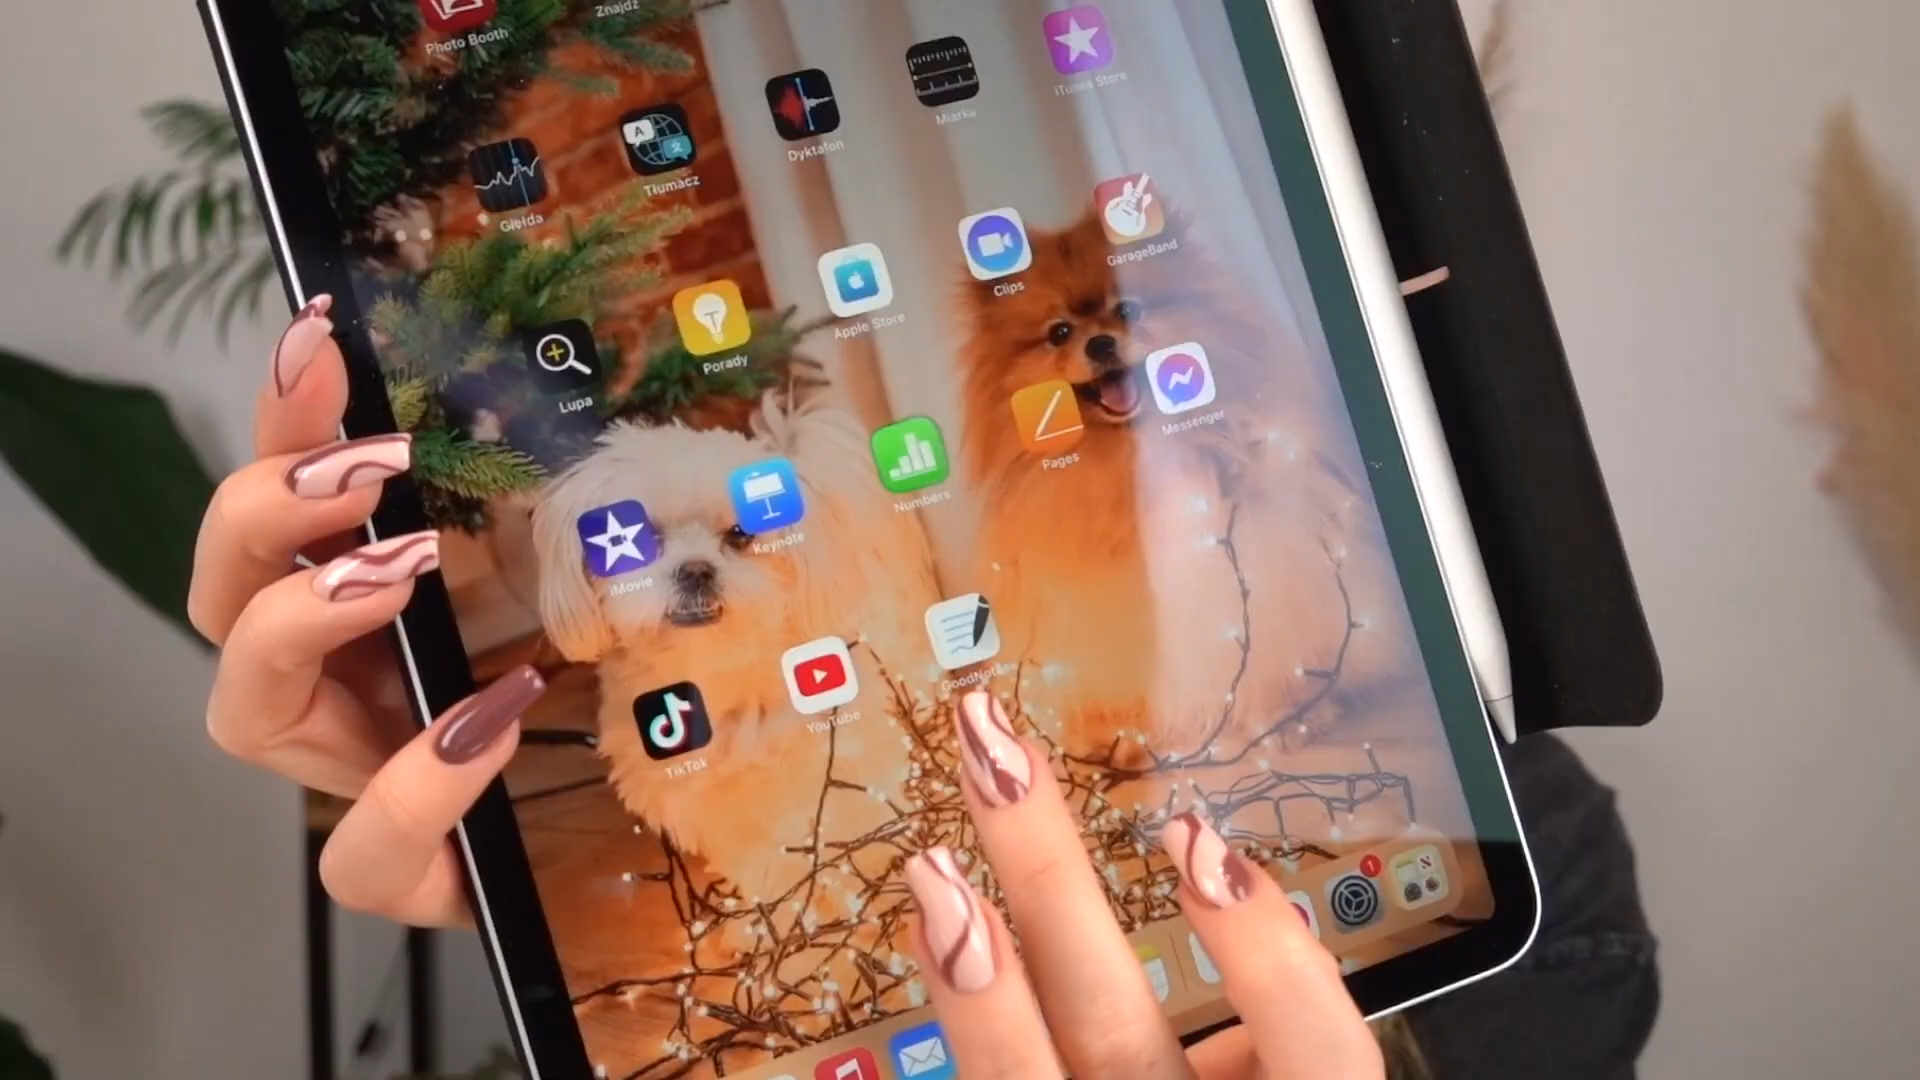 Photo Booth
Znajdź
Giełda
Tłumacz
Dyktafon
Miarka
iTunes Store
Lupa
Porady
Apple Store
Clips
GarageBand
iMovie
Keynote
Numbers
Pages
Messenger
TikTok
YouTube
GoodNotes
1